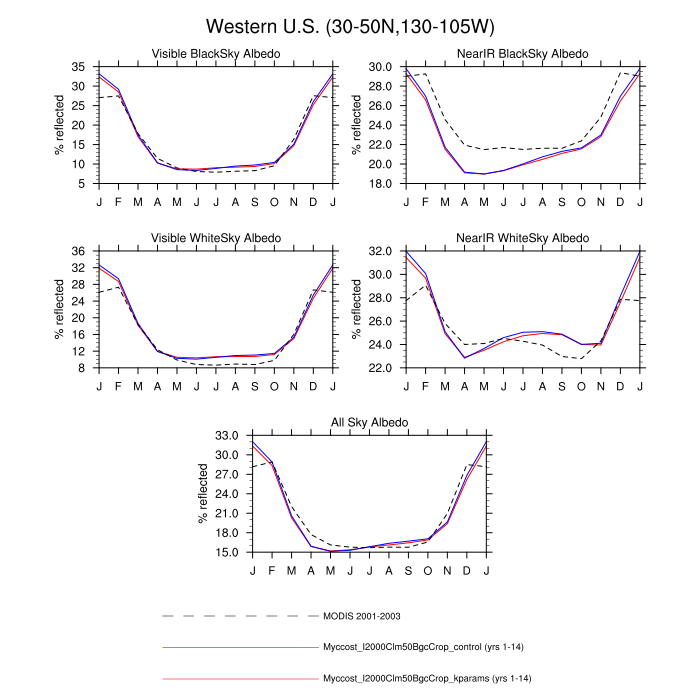 Western U.S. (30-50N,130-105W)
Visible BlackSky Albedo
NearIR BlackSky Albedo
% reflected
35
30
25
20
15
10
5
J F M A M J J A S O N D J
% reflected
30.0
28.0
26.0
24.0
22.0
20.0
18.0
J F M A M J J A S O N D J
Visible WhiteSky Albedo
NearIR WhiteSky Albedo
% reflected
36
32
28
24
20
16
12
8
J F M A M J J A S O N D J
% reflected
32.0
30.0
28.0
26.0
24.0
22.0
J F M A M J J A S O N D J
All Sky Albedo
% reflected
33.0
30.0
27.0
24.0
21.0
18.0
15.0
J F M A M J J A S O N D J
MODIS 2001-2003
Myccost_I2000Clm50BgcCrop_control (yrs 1-14)
Myccost_I2000Clm50BgcCrop_kparams (yrs 1-14)